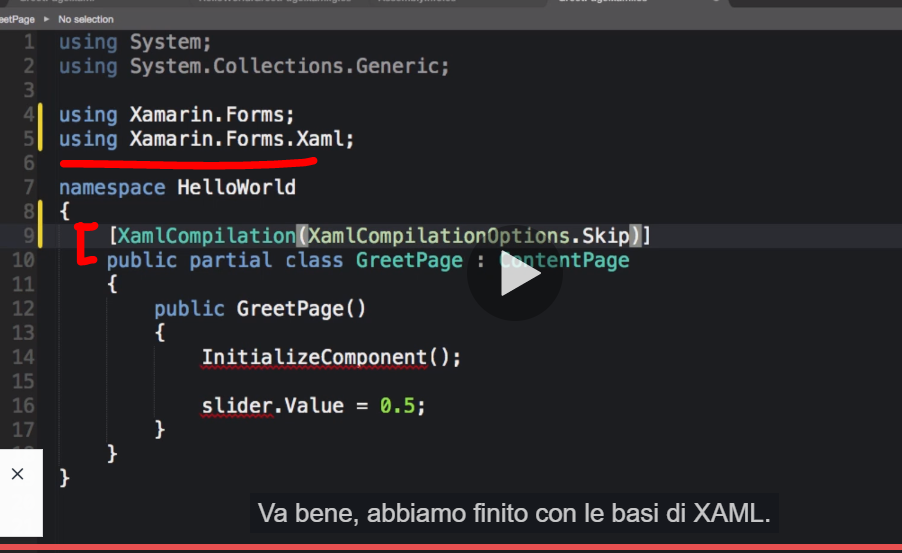 eetPage ▸ No selection
1 using System;
2 using System.Collections.Generic;
3
4 using Xamarin.Forms;
5 using Xamarin.Forms.Xaml;
6
7 namespace HelloWorld
8 {
9 [XamlCompilation(XamlCompilationOptions.Skip)]
10 public partial class GreetPage : ContentPage
11 {
12 public GreetPage()
13 {
14 InitializeComponent();
15
16 slider.Value = 0.5;
17 }
}
}
Va bene, abbiamo finito con le basi di XAML.